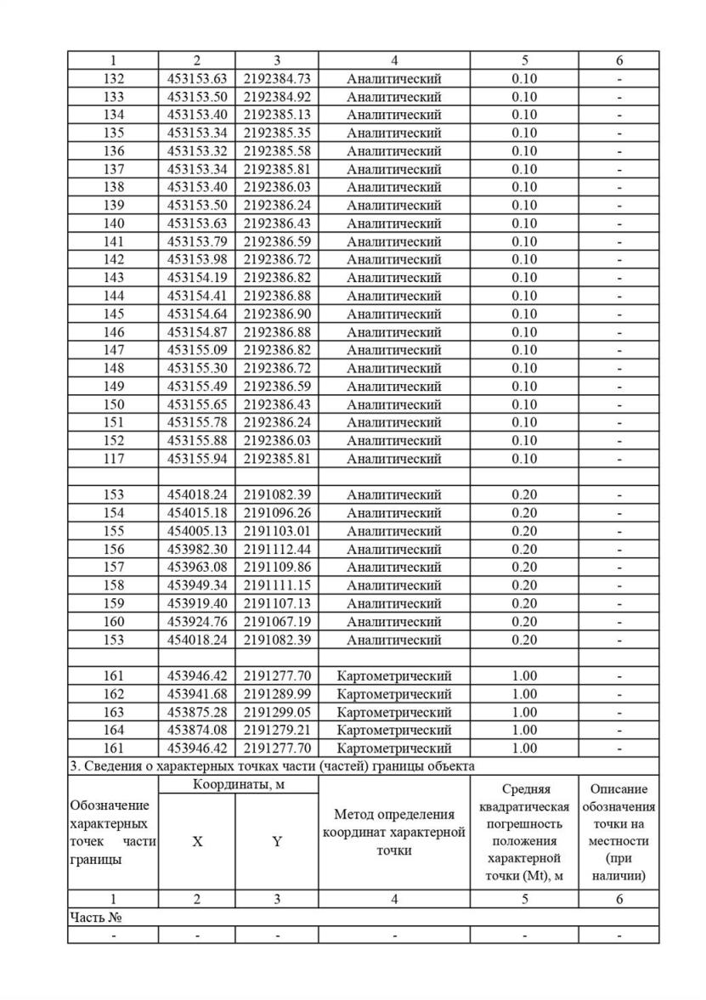 1 2 3 4 5 6
132 453153.63 2192384.73 Аналитический 0.10 -
133 453153.50 2192384.92 Аналитический 0.10 -
134 453153.40 2192385.13 Аналитический 0.10 -
135 453153.34 2192385.35 Аналитический 0.10 -
136 453153.32 2192385.58 Аналитический 0.10 -
137 453153.34 2192385.81 Аналитический 0.10 -
138 453153.40 2192386.03 Аналитический 0.10 -
139 453153.50 2192386.24 Аналитический 0.10 -
140 453153.63 2192386.43 Аналитический 0.10 -
141 453153.79 2192386.59 Аналитический 0.10 -
142 453153.98 2192386.72 Аналитический 0.10 -
143 453154.19 2192386.82 Аналитический 0.10 -
144 453154.41 2192386.88 Аналитический 0.10 -
145 453154.64 2192386.90 Аналитический 0.10 -
146 453154.87 2192386.88 Аналитический 0.10 -
147 453155.09 2192386.82 Аналитический 0.10 -
148 453155.30 2192386.72 Аналитический 0.10 -
149 453155.49 2192386.59 Аналитический 0.10 -
150 453155.65 2192386.43 Аналитический 0.10 -
151 453155.78 2192386.24 Аналитический 0.10 -
152 453155.88 2192386.03 Аналитический 0.10 -
117 453155.94 2192385.81 Аналитический 0.10 -
153 454018.24 2191082.39 Аналитический 0.20 -
154 454015.18 2191096.26 Аналитический 0.20 -
155 454005.13 2191103.01 Аналитический 0.20 -
156 453982.30 2191112.44 Аналитический 0.20 -
157 453963.08 2191109.86 Аналитический 0.20 -
158 453949.34 2191111.15 Аналитический 0.20 -
159 453919.40 2191107.13 Аналитический 0.20 -
160 453924.76 2191067.19 Аналитический 0.20 -
153 454018.24 2191082.39 Аналитический 0.20 -
161 453946.42 2191277.70 Картометрический 1.00 -
162 453941.68 2191289.99 Картометрический 1.00 -
163 453875.28 2191299.05 Картометрический 1.00 -
164 453874.08 2191279.21 Картометрический 1.00 -
161 453946.42 2191277.70 Картометрический 1.00 -
3. Сведения о характерных точках части (частей) границы объекта
Обозначение
характерных
точек части
границы
Координаты, м
X Y
Метод определения
координат характерной
точки
Средняя
квадратическая
погрешность
положения
характерной
точки (Mt), м
Описание
обозначения
точки на
местности
(при
наличии)
1 2 3 4 5 6
Часть №
- - - - - -